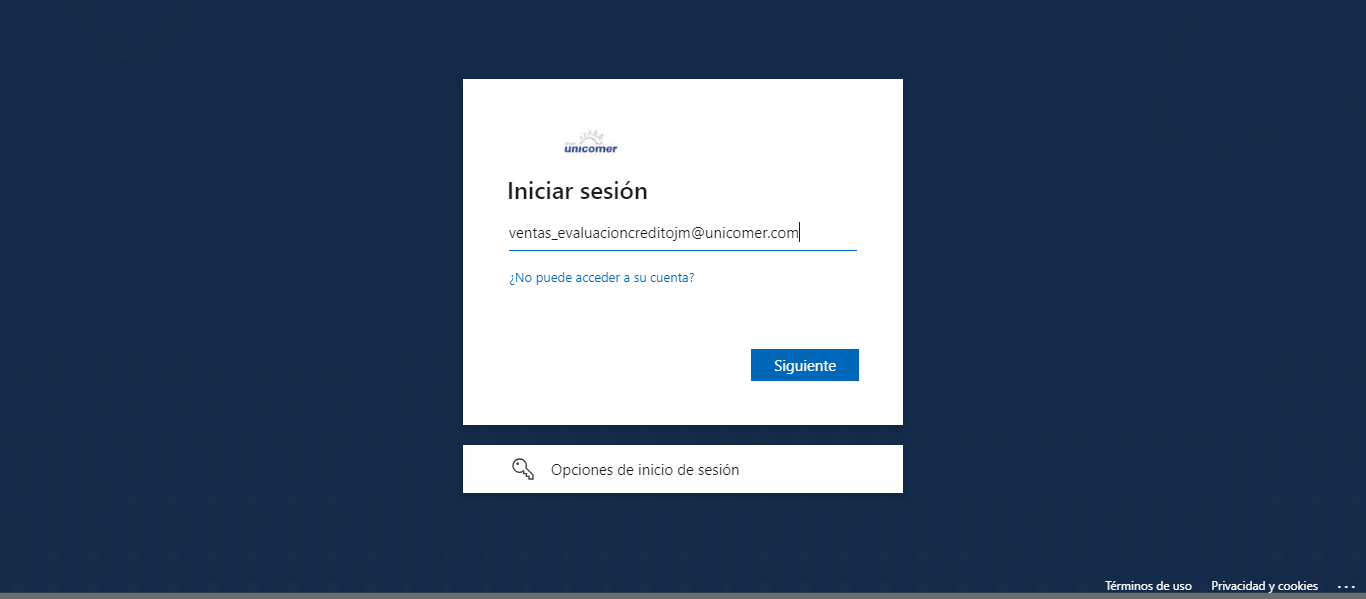 unicomer
Iniciar sesión
ventas_evaluacioncreditojm@unicomer.com
¿No puede acceder a su cuenta?
Siguiente
Opciones de inicio de sesión
Términos de uso Privacidad y cookies ...